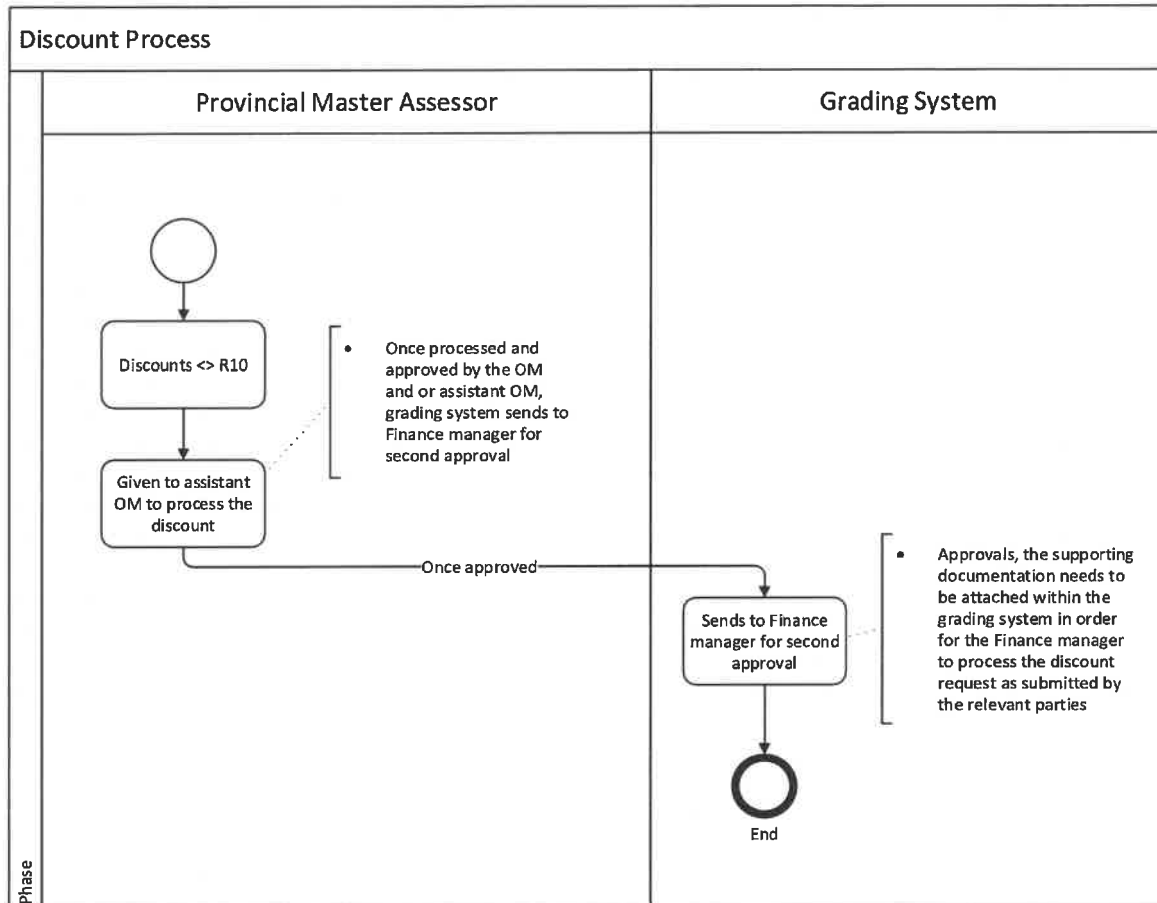 Discount Process
Provincial Master Assessor
Grading System
Discounts <> R10
• Once processed and
approved by the OM
and or assistant OM,
grading system sends to
Finance manager for
second approval
Given to assistant
OM to process the
discount
Once approved
Sends to Finance
manager for second
approval
• Approvals, the supporting
documentation needs to
be attached within the
grading system in order
for the Finance manager
to process the discount
request as submitted by
the relevant parties
End
Phase